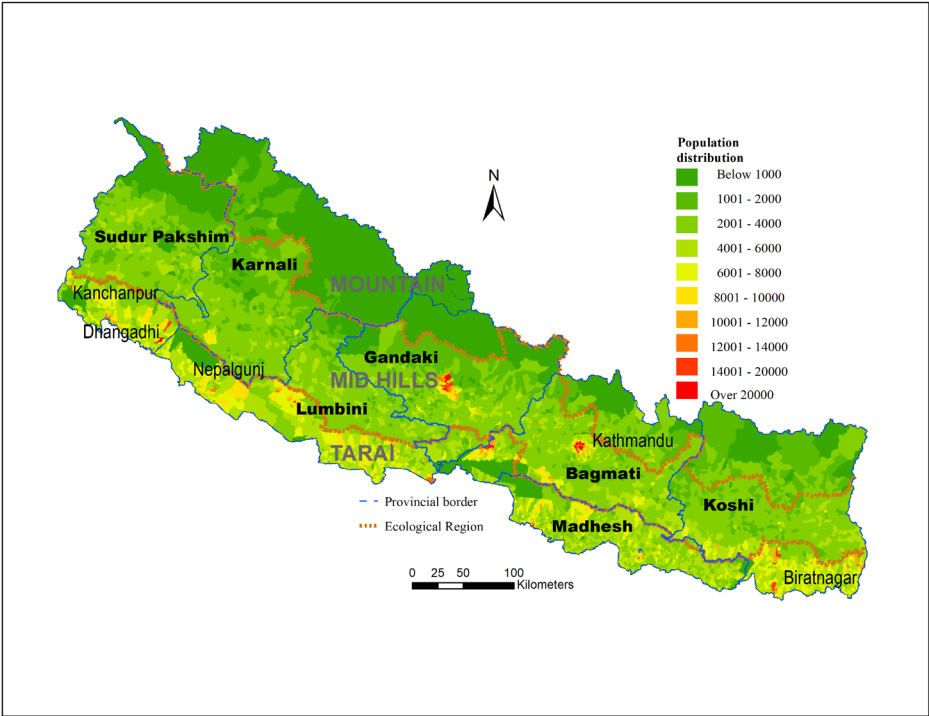 Population
distribution
Below 1000
1001 - 2000
2001 - 4000
4001 - 6000
6001 - 8000
8001 - 10000
10001 - 12000
12001 - 14000
14001 - 20000
Over 20000
N
Sudur Pakshim
Karnali
MOUNTAIN
Kanchanpur
Dhangadhi
Gandaki
Nepalgunj
MID HILLS
Lumbini
TARAI
Kathmandu
Bagmati
Koshi
Madhesh
Biratnagar
Provincial border
Ecological Region
0 25 50 100
Kilometers